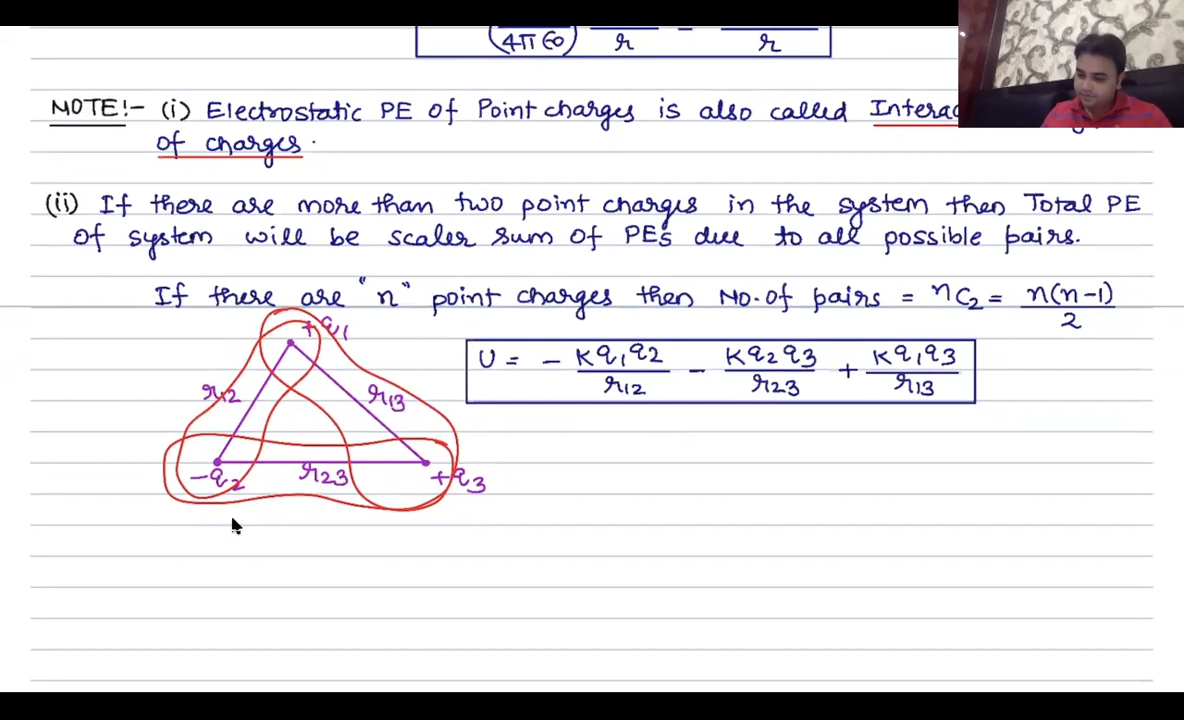 (4πϵ0) r - r
NOTE!- (i) Electrostatic PE of Point charges is also called
of charges.
(ii) If there are more than two point charges in the system then Total PE
of system will be scaler sum of PEs due to all possible pairs.
If there are "n" point charges then No. of pairs = nC2 = n(n-1)/2
+q1
U = - Kq1q2/r12 - Kq2q3/r23 + Kq1q3/r13
r12 r13
-q2 r23 +q3